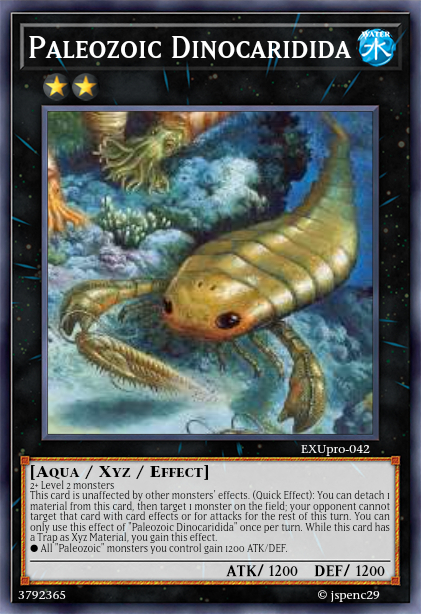 PALEOZOIC DINOCARIDIDA
WATER
水
EXUpro-042
[AQUA / XYZ / EFFECT]
2+ Level 2 monsters
This card is unaffected by other monsters' effects. (Quick Effect): You can detach 1
material from this card, then target 1 monster on the field; your opponent cannot
target that card with card effects or for attacks for the rest of this turn. You can
only use this effect of "Paleozoic Dinocaridida" once per turn. While this card has
a Trap as Xyz Material, you gain this effect.
● All "Paleozoic" monsters you control gain 1200 ATK/DEF.
ATK/ 1200 DEF/ 1200
3792365
© jspenc29